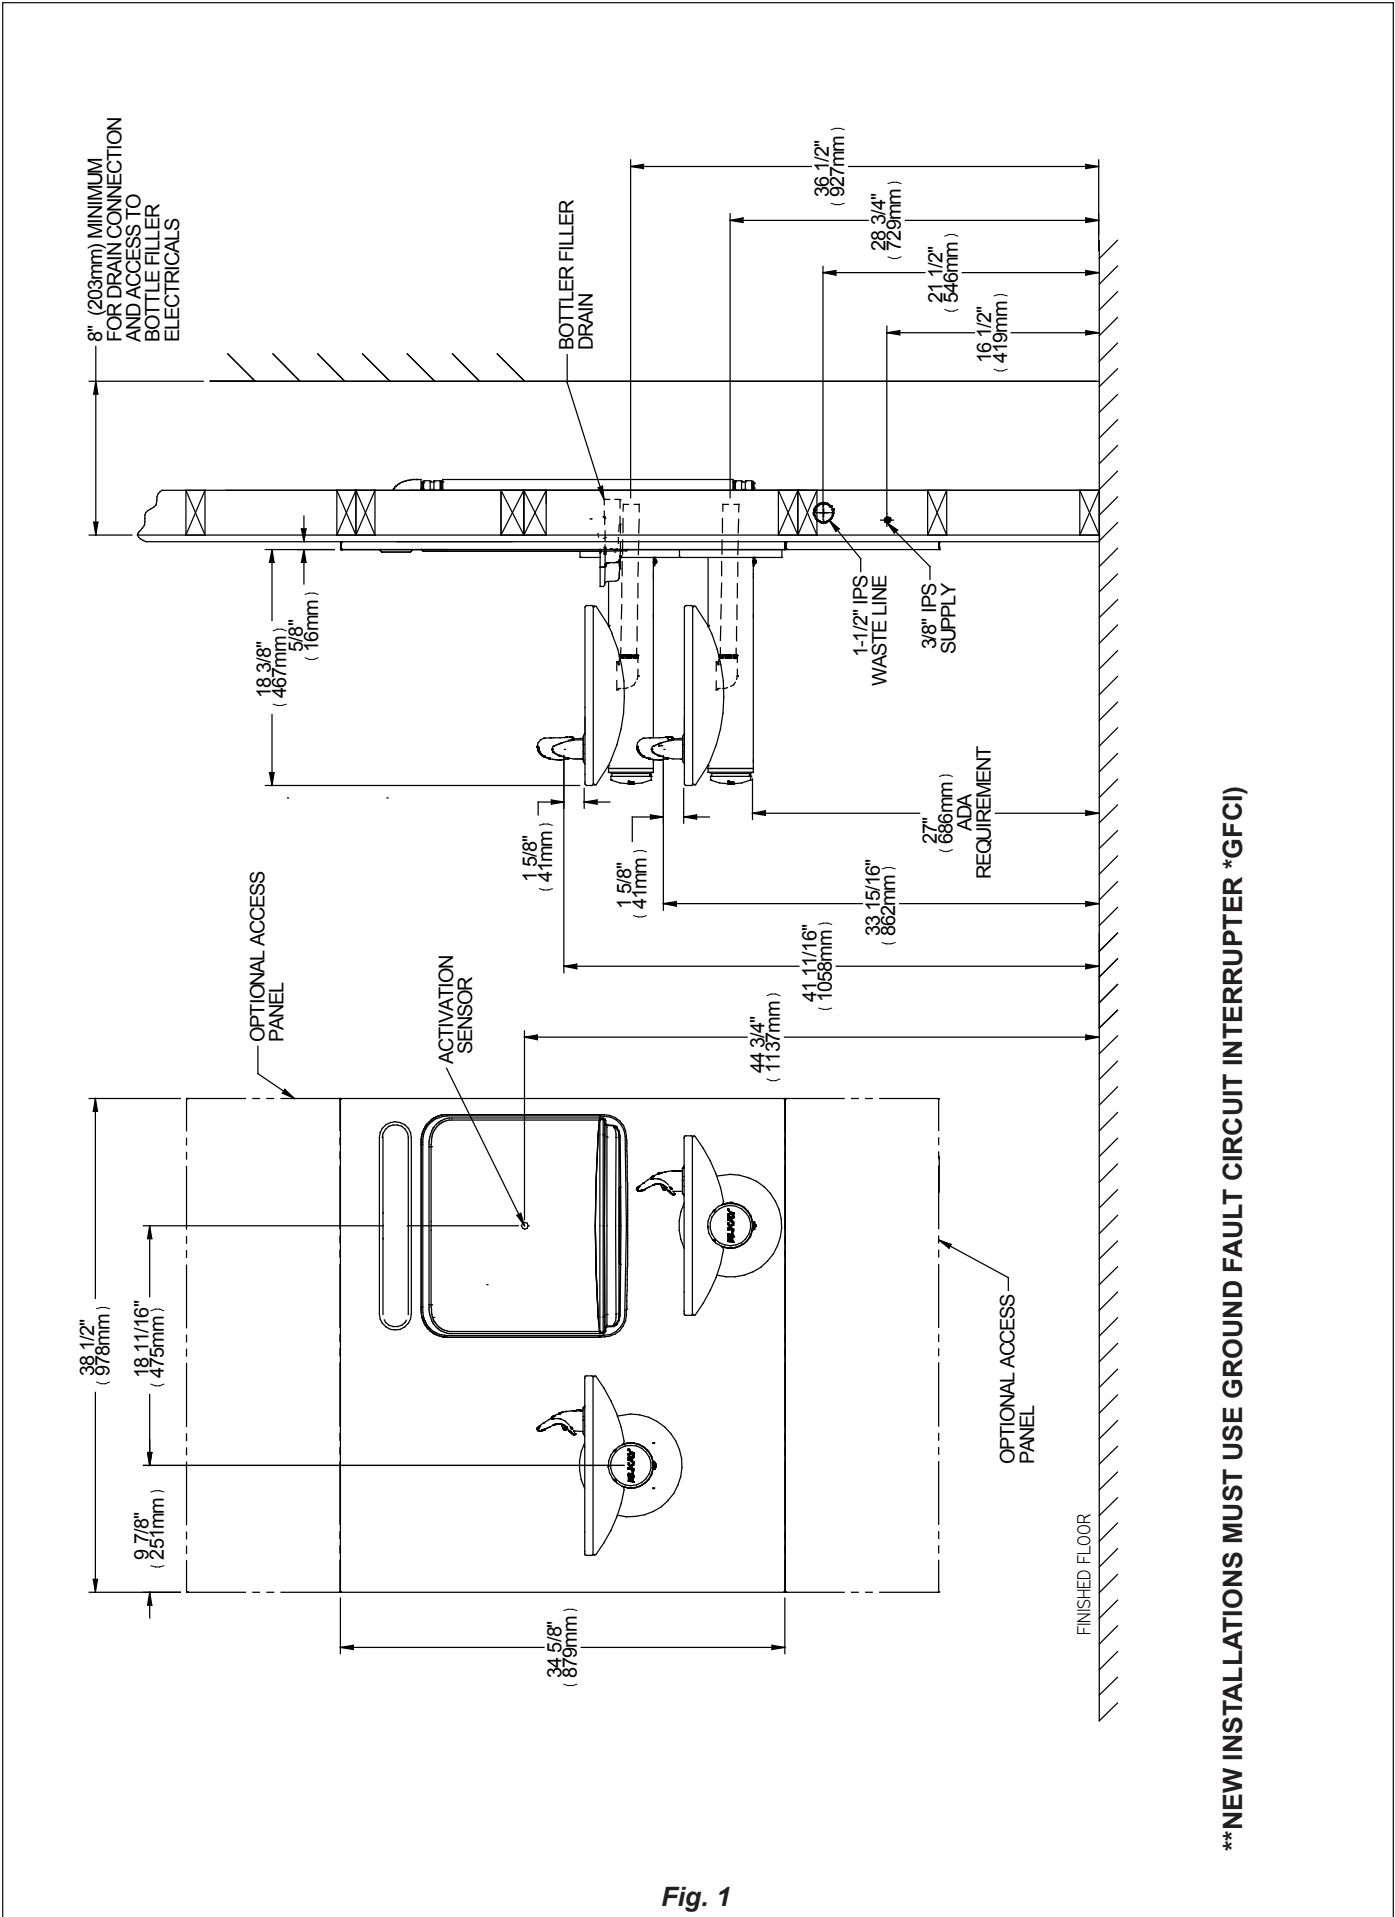 8" (203mm) MINIMUM
FOR DRAIN CONNECTION
AND ACCESS TO
BOTTLE FILLER
ELECTRICALS
36 1/2"
( 927mm )
28 3/4"
( 729mm )
21 1/2"
( 546mm )
16 1/2"
( 419mm )
BOTTLER FILLER
DRAIN
18 3/8"
( 467mm )
5/8"
( 16mm )
1-1/2" IPS
WASTE LINE
3/8" IPS
SUPPLY
1 5/8"
( 41mm )
1 5/8"
( 41mm )
27"
( 686mm )
ADA
REQUIREMENT
33 15/16"
( 862mm )
41 11/16"
( 1058mm )
44 3/4"
( 1137mm )
OPTIONAL ACCESS
PANEL
ACTIVATION
SENSOR
38 1/2"
( 978mm )
18 11/16"
( 475mm )
9 7/8"
( 251mm )
ELKAY
ELKAY
34 5/8"
( 879mm )
OPTIONAL ACCESS
PANEL
FINISHED FLOOR
**NEW INSTALLATIONS MUST USE GROUND FAULT CIRCUIT INTERRUPTER *GFCI)
Fig. 1